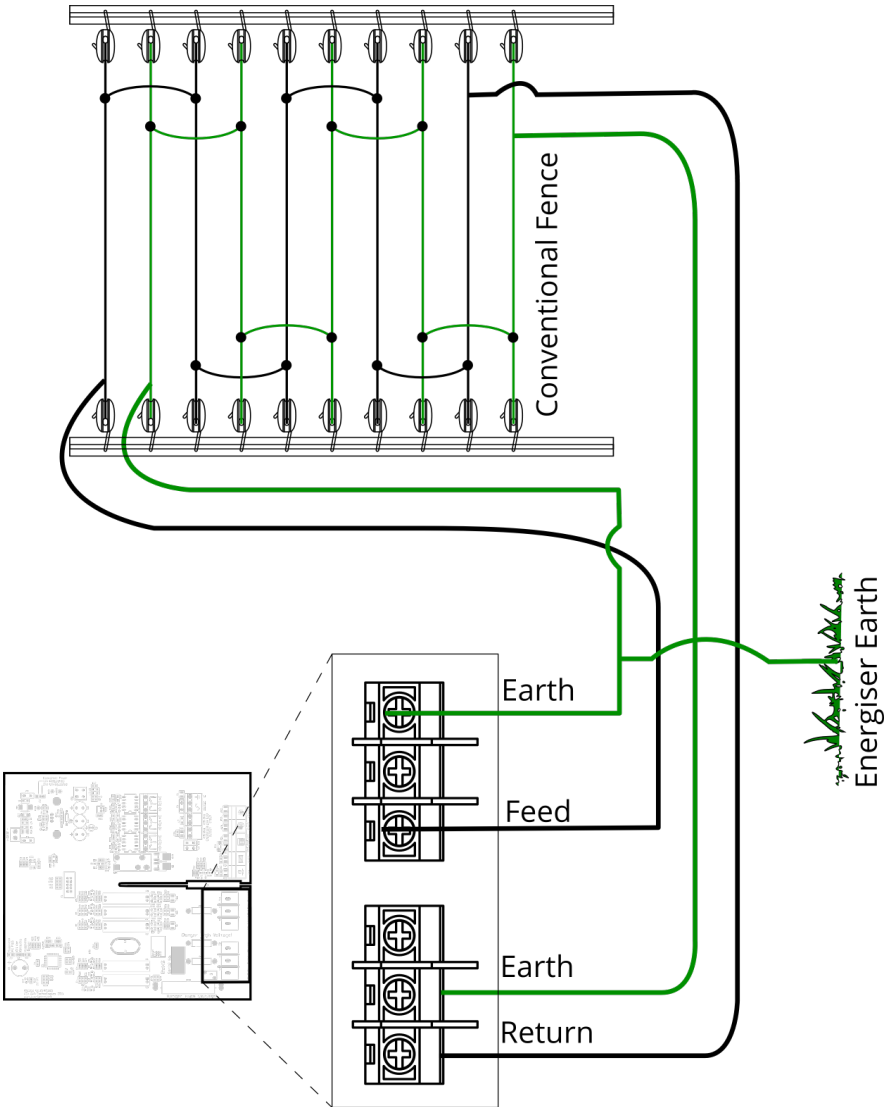 Conventional Fence
Earth
Feed
Earth
Return
Energiser Earth